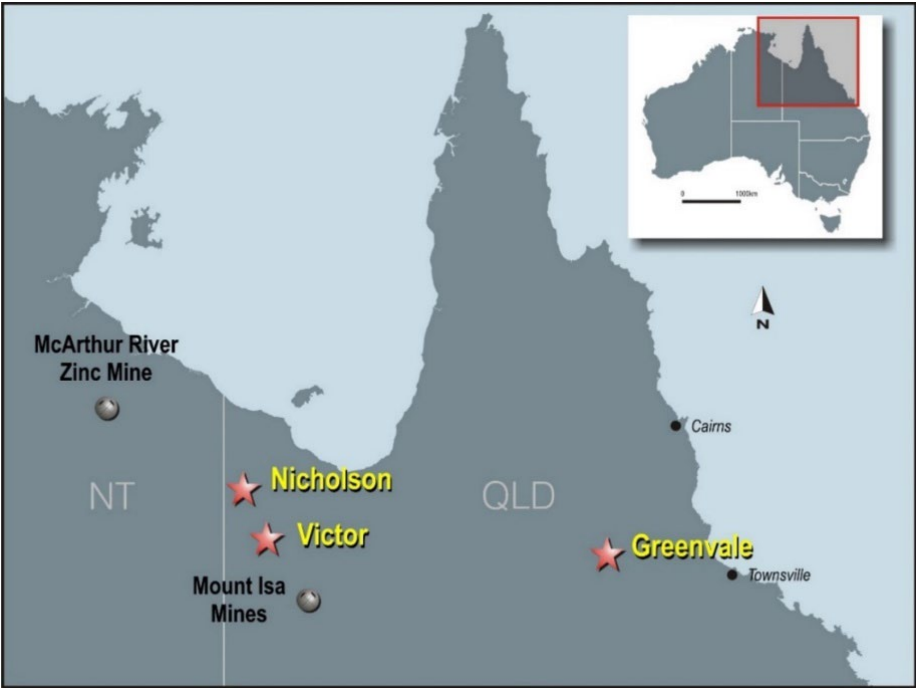 0 1000km
N
McArthur River
Zinc Mine
Cairns
NT
Nicholson
QLD
Victor
Greenvale
Townsville
Mount Isa
Mines